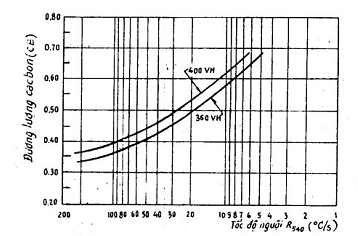 Đường lượng cacbon (CE)
0,80
0,70
0,60
0,50
0,40
0,30
0.20
400 VH
350 VH
200 100 80 60 50 40 30 20 10 9 8 7 6 5 4 3 2 1
Tốc độ nguội R540 (°C/s)